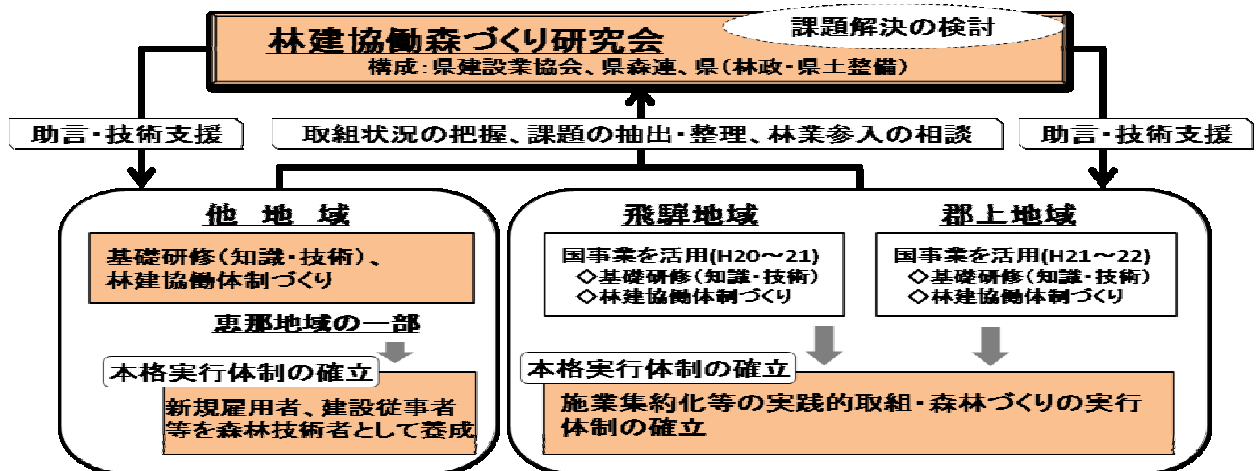 課題解決の検討
林建協働森づくり研究会
構成：県建設業協会、県森連、県（林政・県土整備）
助言・技術支援
取組状況の把握、課題の抽出・整理、林業参入の相談
助言・技術支援
他 地 域
基礎研修（知識・技術）、
林建協働体制づくり
恵那地域の一部
本格実行体制の確立
新規雇用者、建設従事者
等を森林技術者として養成
飛騨地域
国事業を活用(H20～21)
◇基礎研修（知識・技術）
◇林建協働体制づくり
郡上地域
国事業を活用(H21～22)
◇基礎研修（知識・技術）
◇林建協働体制づくり
本格実行体制の確立
施業集約化等の実践的取組・森林づくりの実行
体制の確立